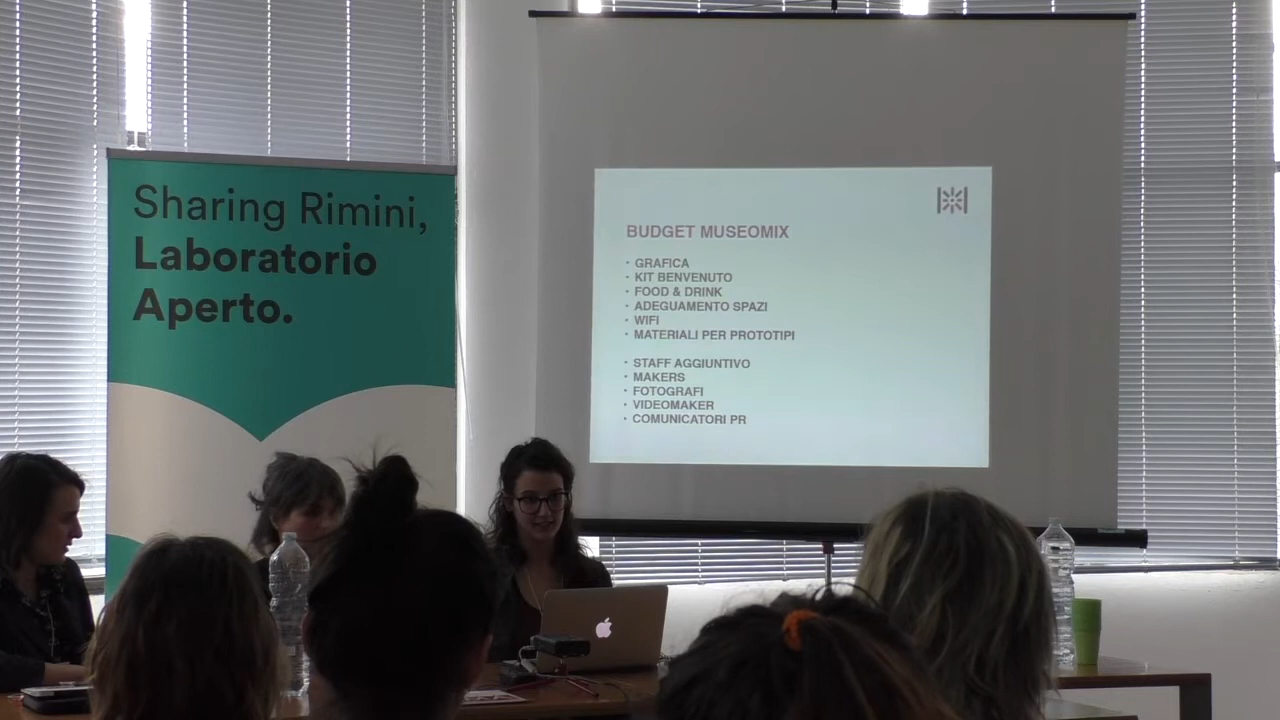 Sharing Rimini,
Laboratorio
Aperto.
BUDGET MUSEOMIX
• GRAFICA
• KIT BENVENUTO
• FOOD & DRINK
• ADEGUAMENTO SPAZI
• WIFI
• MATERIALI PER PROTOTIPI
• STAFF AGGIUNTIVO
• MAKERS
• FOTOGRAFI
• VIDEOMAKER
• COMUNICATORI PR